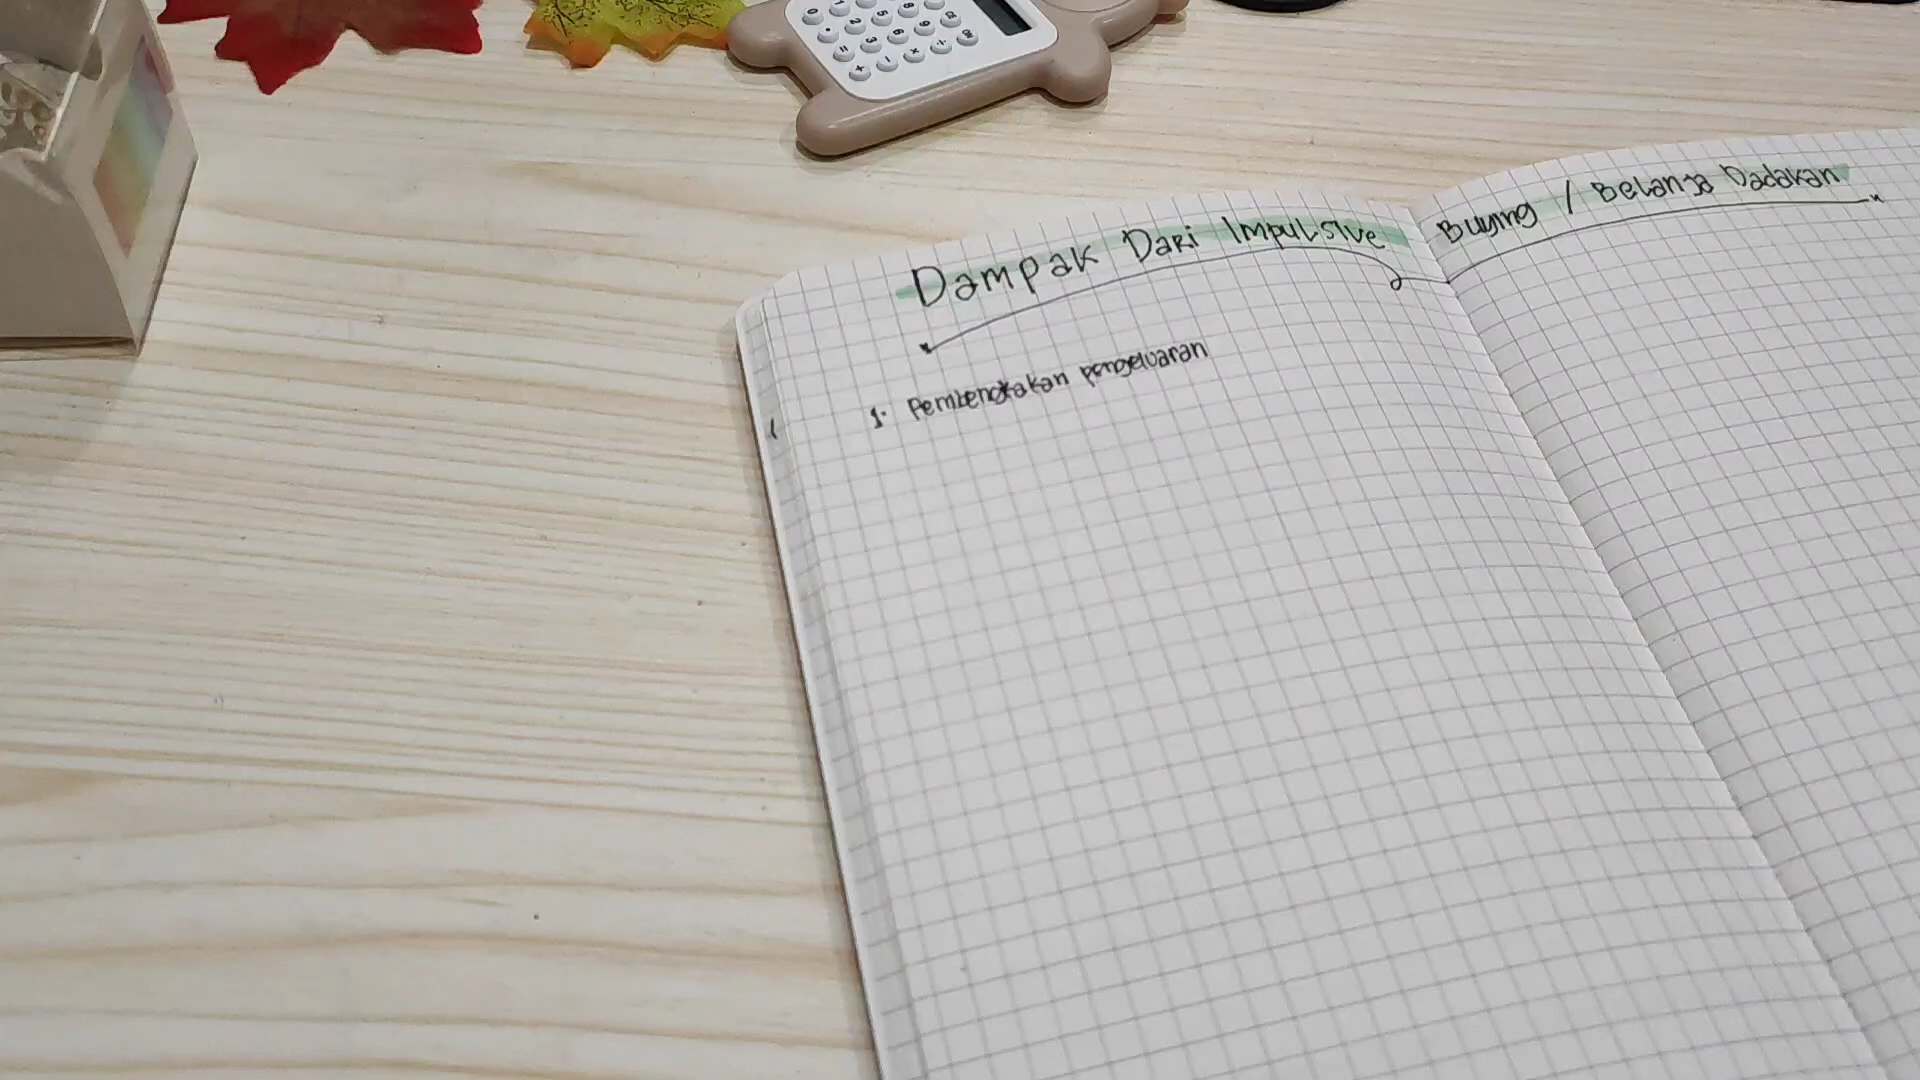 Dampak Dari Impulsive Buying / Belanja Dadakan
1. Pembengkakan pengeluaran